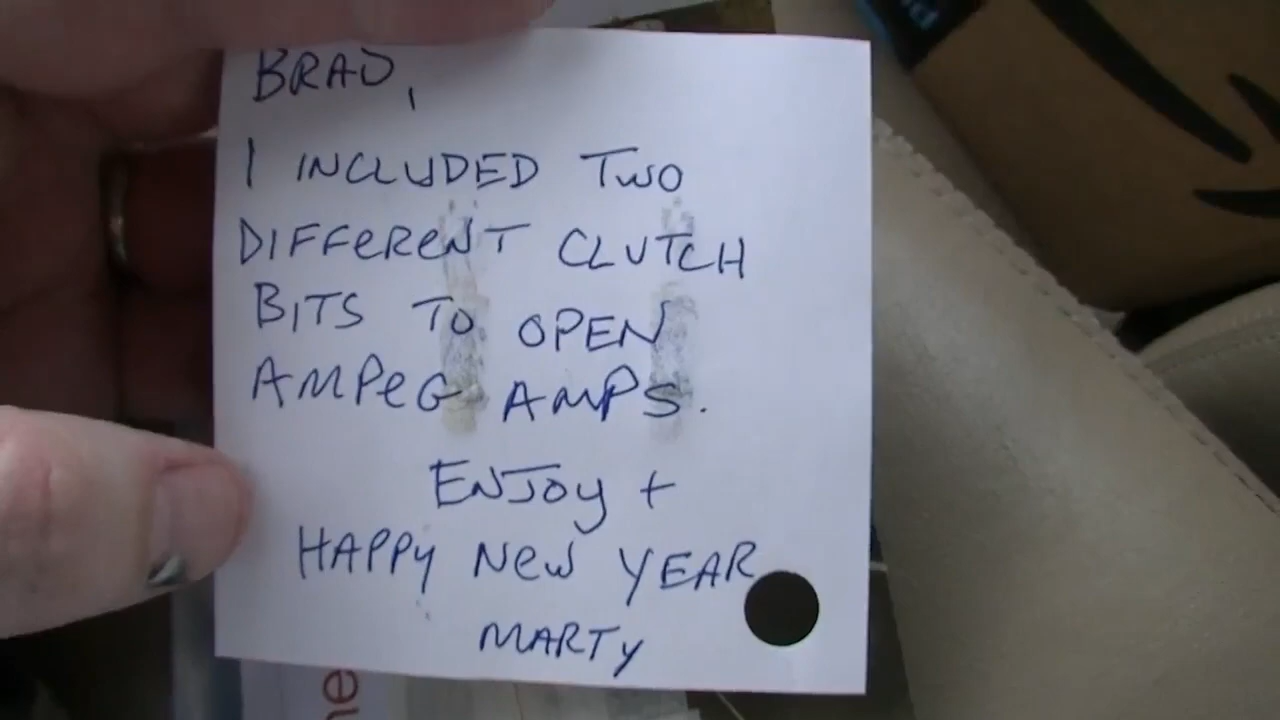 BRAD,
I INCLUDED TWO
DIFFERENT CLUTCH
BITS TO OPEN
AMPEG AMPS.
ENJOY +
HAPPY NEW YEAR
MARTY